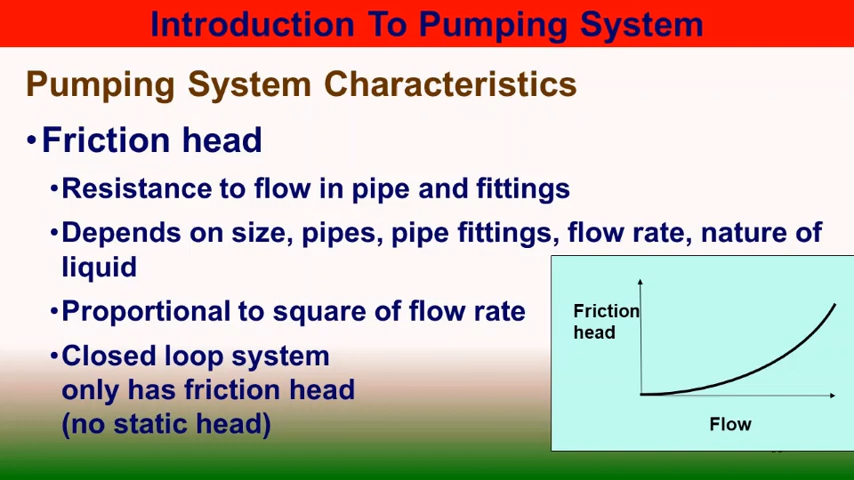 Introduction To Pumping System
Pumping System Characteristics
•Friction head
•Resistance to flow in pipe and fittings
•Depends on size, pipes, pipe fittings, flow rate, nature of
liquid
•Proportional to square of flow rate
•Closed loop system
only has friction head
(no static head)
Friction
head
Flow